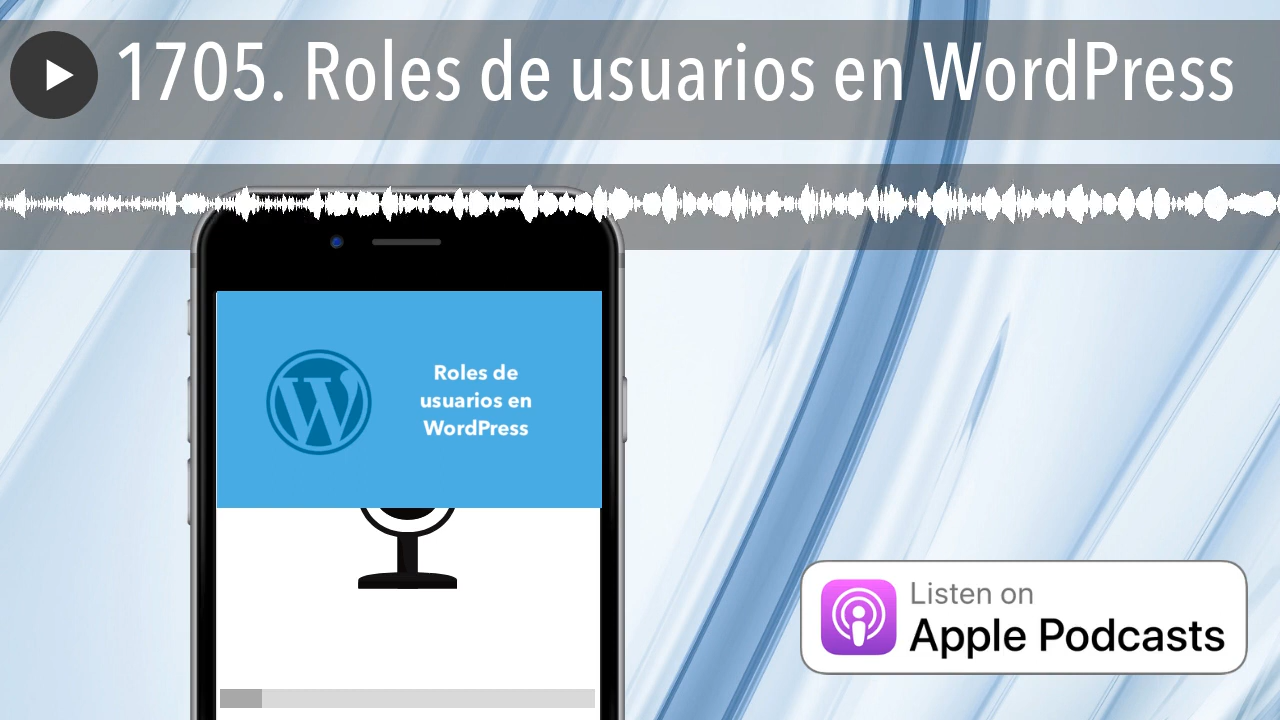 1705. Roles de usuarios en WordPress
Roles de
usuarios en
WordPress
Listen on
Apple Podcasts